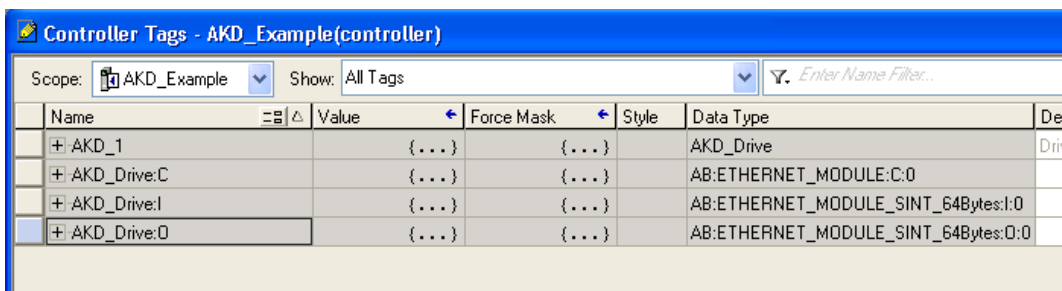 Controller Tags - AKD_Example(controller)
Scope: AKD_Example Show: All Tags Enter Name Filter...
Name Value Force Mask Style Data Type De
AKD_1 {...} {...} AKD_Drive Driv
AKD_Drive:C {...} {...} AB:ETHERNET_MODULE:C:0
AKD_Drive:I {...} {...} AB:ETHERNET_MODULE_SINT_64Bytes:I:0
AKD_Drive:O {...} {...} AB:ETHERNET_MODULE_SINT_64Bytes:O:0